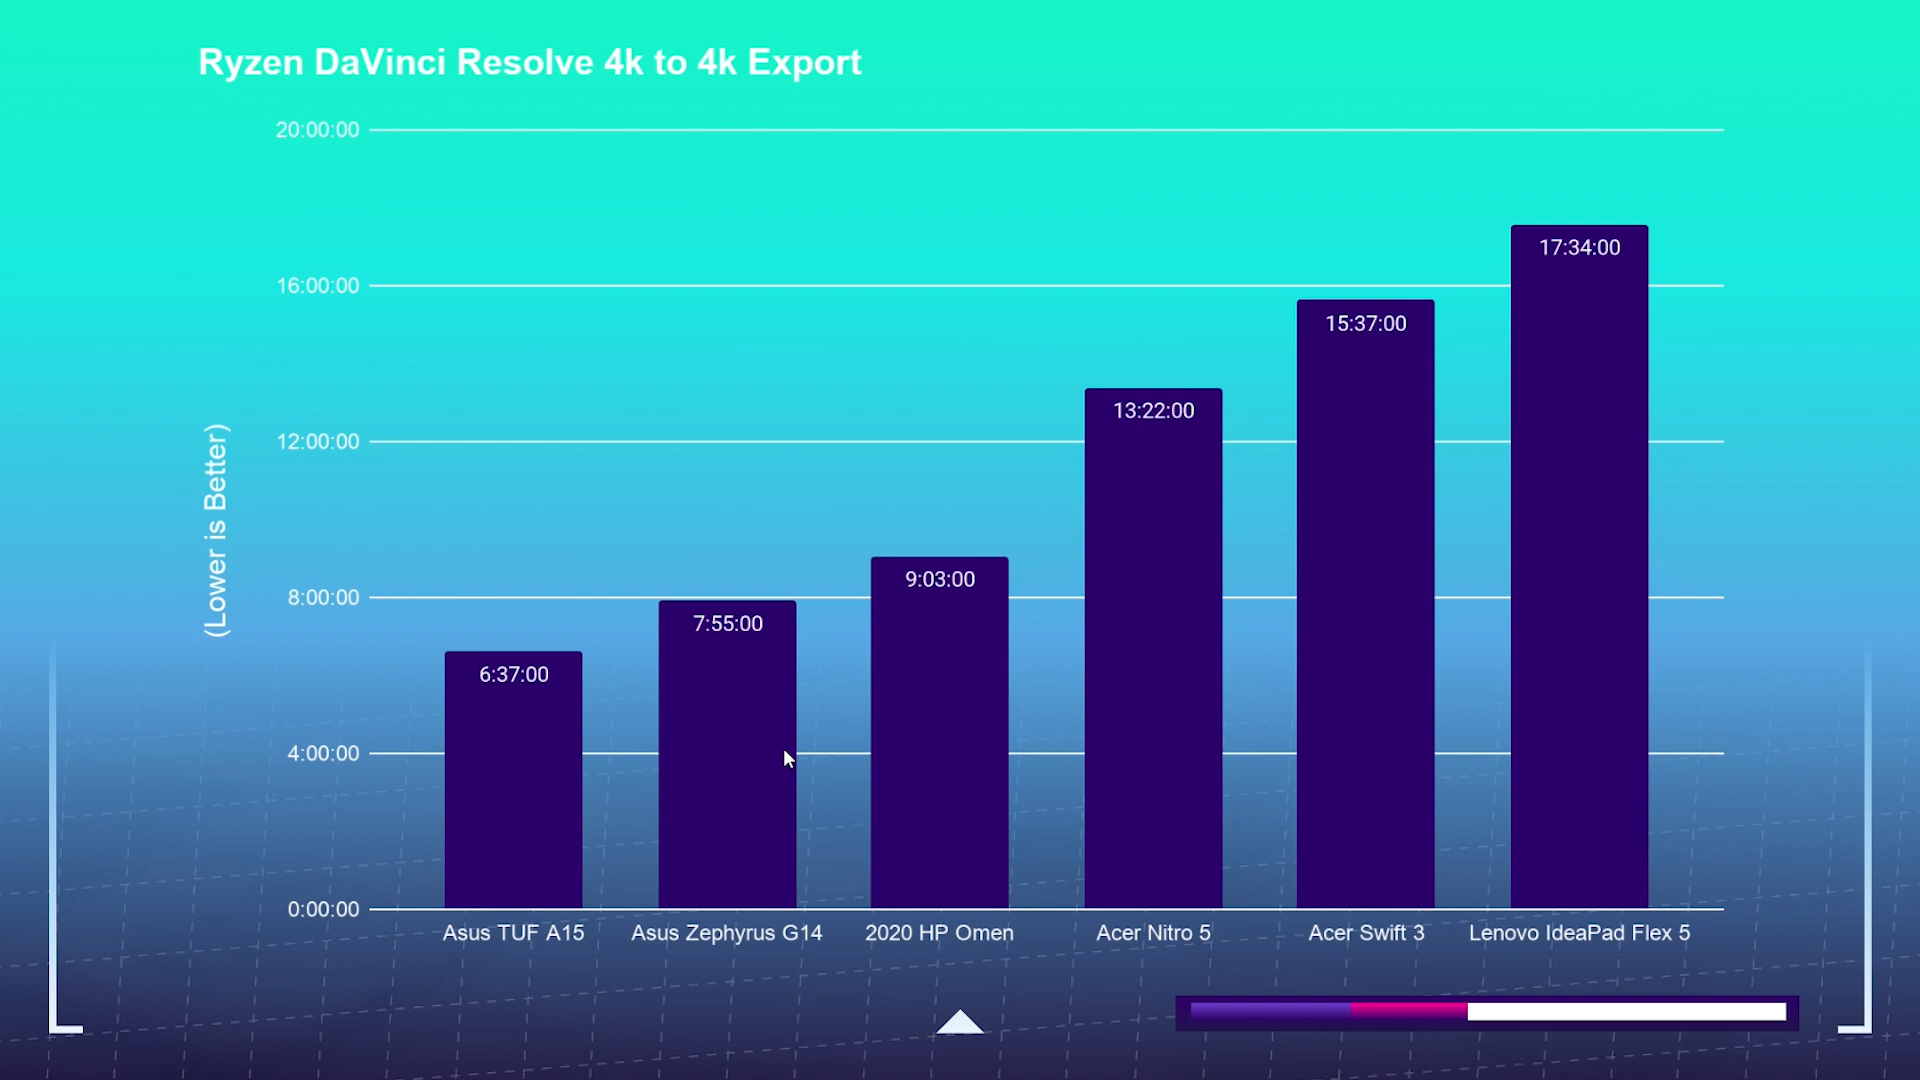 Ryzen DaVinci Resolve 4k to 4k Export
(Lower is Better)
20:00:00
16:00:00
12:00:00
8:00:00
4:00:00
0:00:00
6:37:00
7:55:00
9:03:00
13:22:00
15:37:00
17:34:00
Asus TUF A15
Asus Zephyrus G14
2020 HP Omen
Acer Nitro 5
Acer Swift 3
Lenovo IdeaPad Flex 5